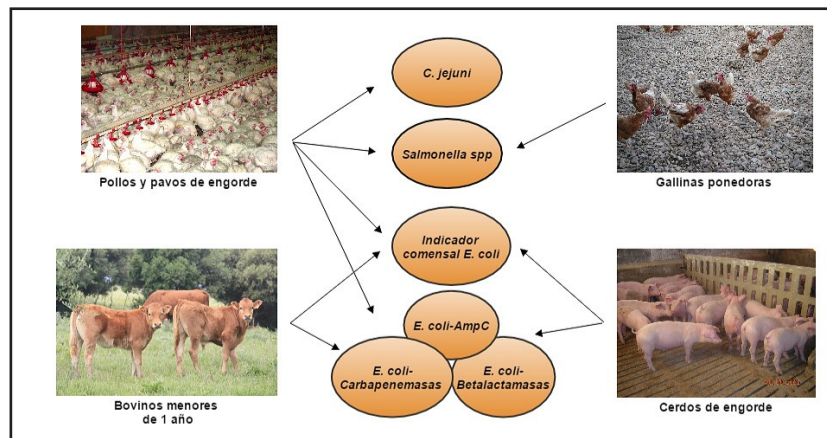 C. jejuni
Salmonella spp
Pollos y pavos de engorde
Gallinas ponedoras
Indicador
comensal E. coli
E. coli-AmpC
E. coli-
Carbapenemasas
E. coli-
Betalactamasas
Bovinos menores
de 1 año
Cerdos de engorde